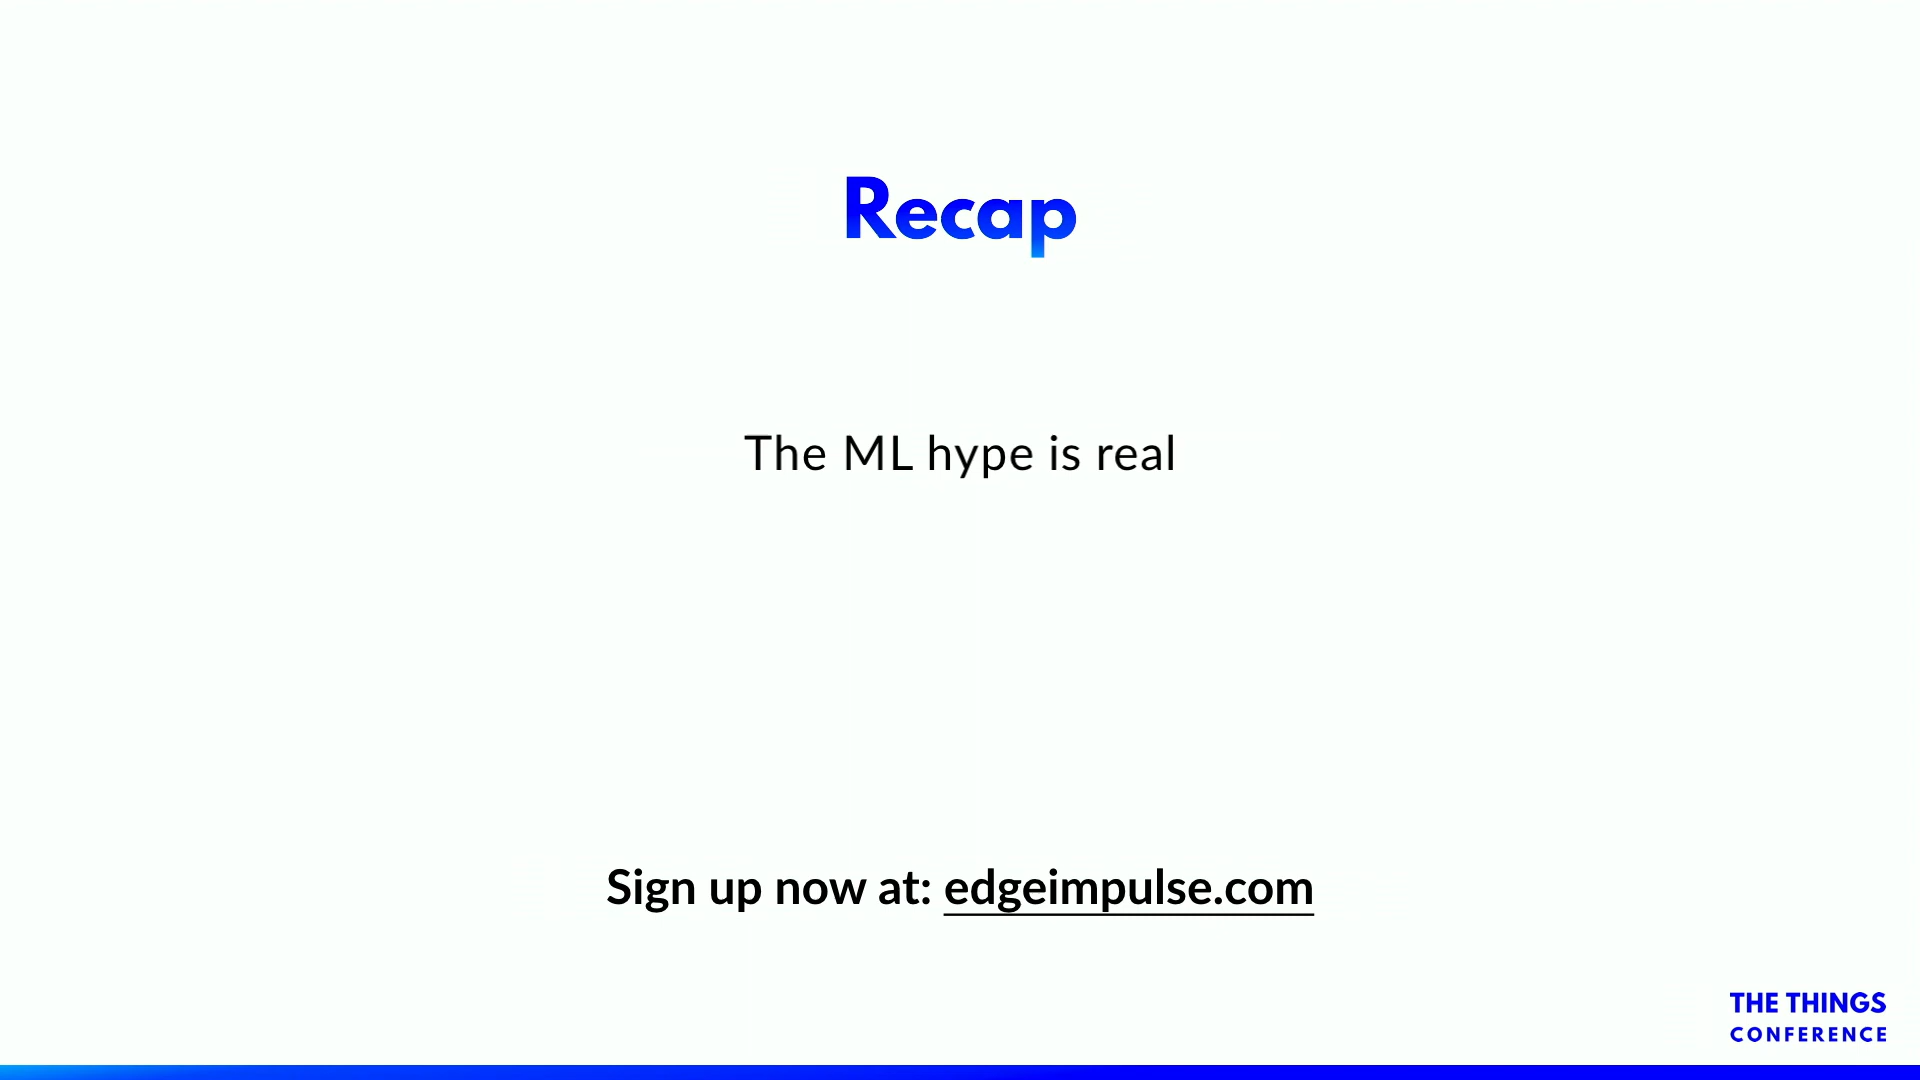 Recap
The ML hype is real
Sign up now at: edgeimpulse.com
THE THINGS
CONFERENCE